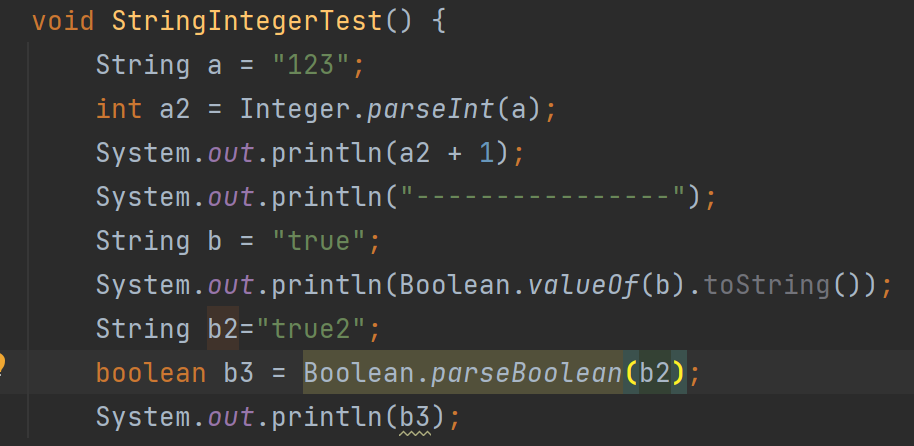 void StringIntegerTest() {
String a = "123";
int a2 = Integer.parseInt(a);
System.out.println(a2 + 1);
System.out.println("----------------");
String b = "true";
System.out.println(Boolean.valueOf(b).toString());
String b2="true2";
boolean b3 = Boolean.parseBoolean(b2);
System.out.println(b3);